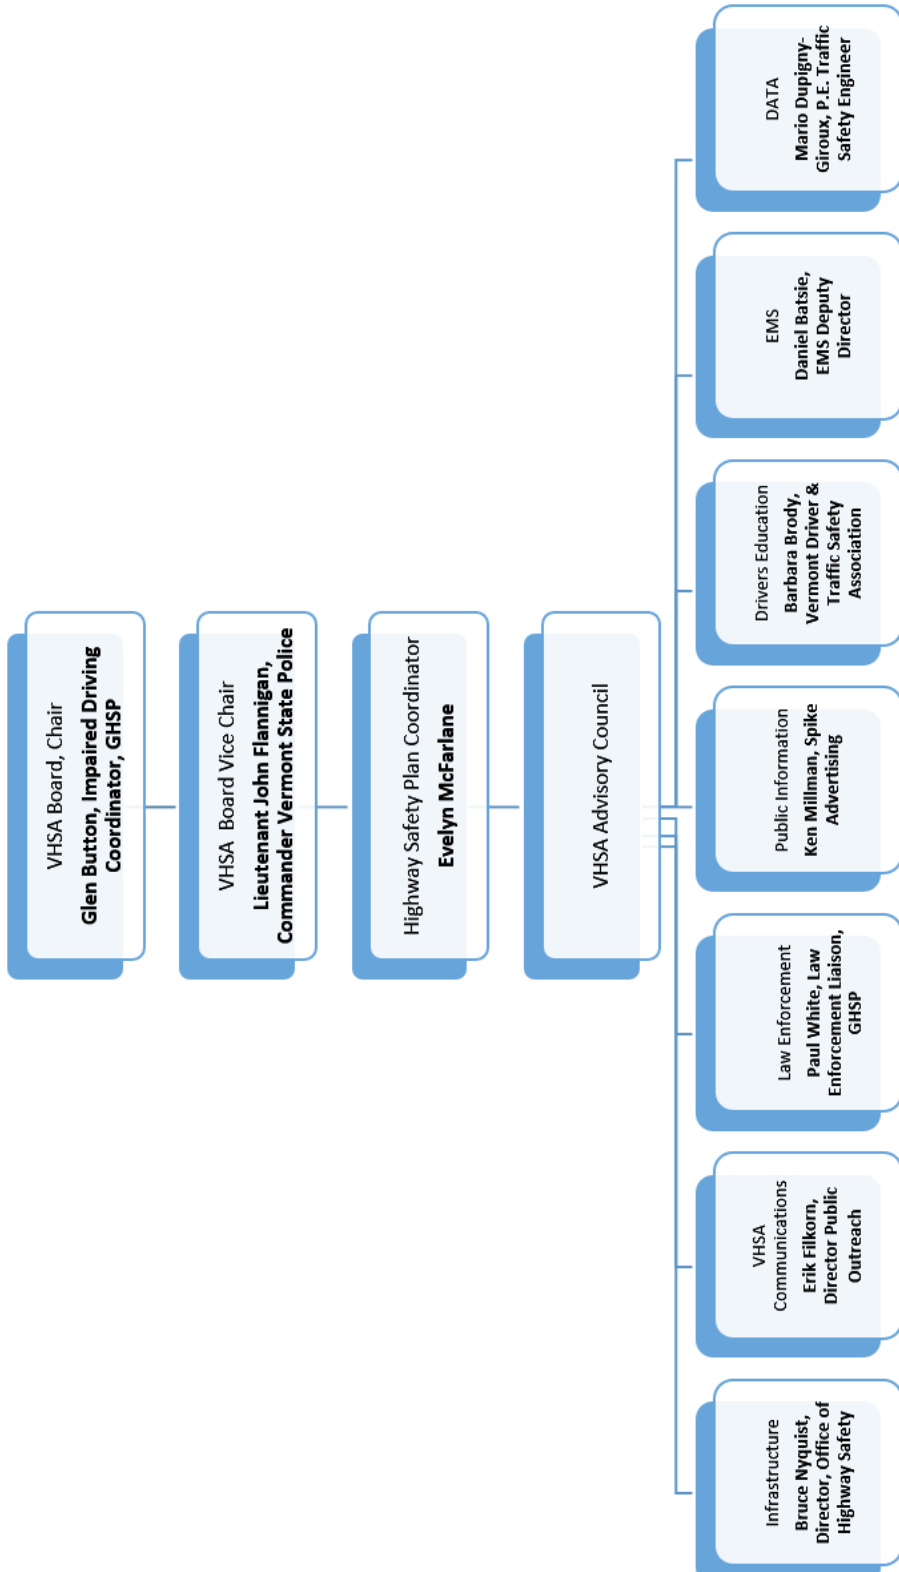 VHSA Board, Chair
Glen Button, Impaired Driving
Coordinator, GHSP
VHSA Board Vice Chair
Lieutenant John Flannigan,
Commander Vermont State Police
Highway Safety Plan Coordinator
Evelyn McFarlane
VHSA Advisory Council
Infrastructure
Bruce Nyquist,
Director, Office of
Highway Safety
VHSA
Communications
Erik Filkorn,
Director Public
Outreach
Law Enforcement
Paul White, Law
Enforcement Liaison,
GHSP
Public Information
Ken Millman, Spike
Advertising
Drivers Education
Barbara Brody,
Vermont Driver &
Traffic Safety
Association
EMS
Daniel Batsie,
EMS Deputy
Director
DATA
Mario Dupigny-
Giroux, P.E. Traffic
Safety Engineer